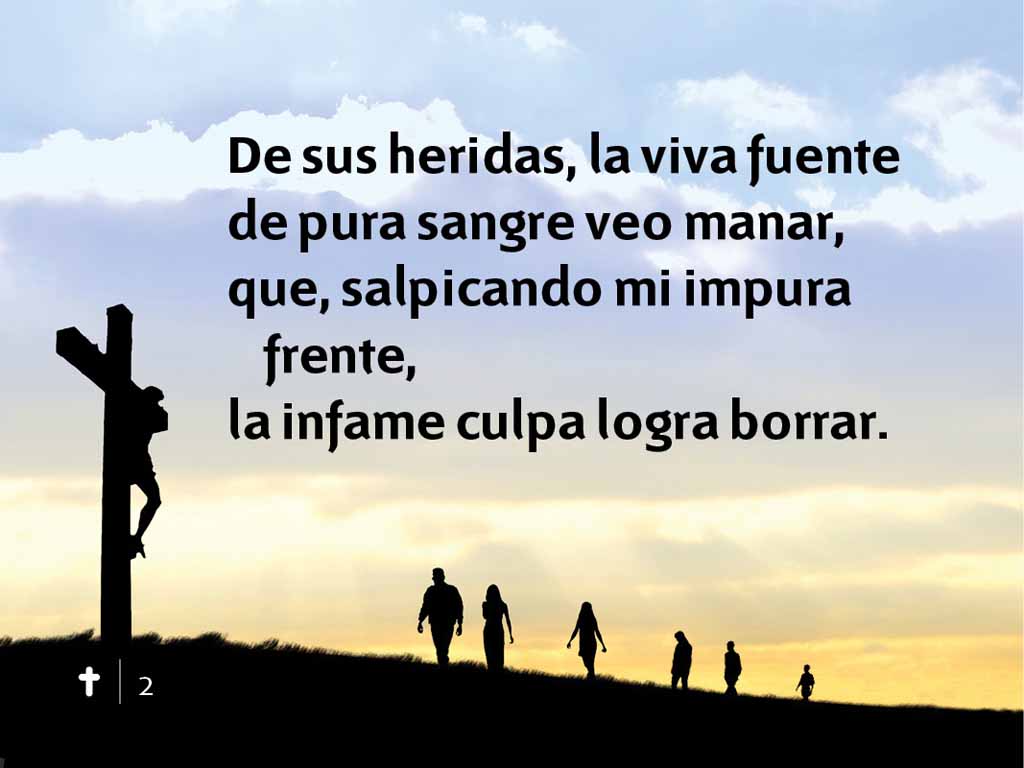 De sus heridas, la viva fuente
de pura sangre veo manar,
que, salpicando mi impura
frente,
la infame culpa logra borrar.
2